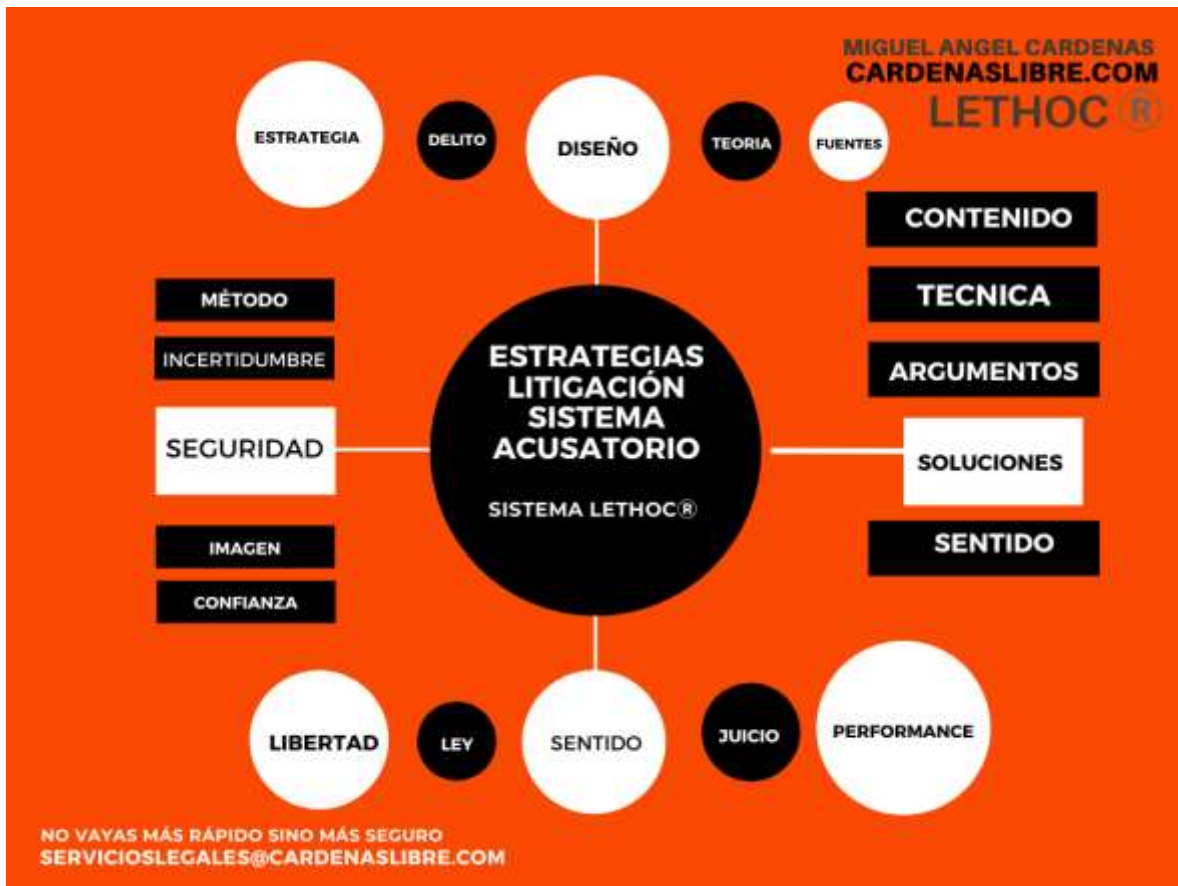 MIGUEL ANGEL CARDENAS
CARDENASLIBRE.COM
LETHOC ®
ESTRATEGIA
DELITO
DISEÑO
TEORIA
FUENTES
CONTENIDO
TECNICA
ARGUMENTOS
SOLUCIONES
SENTIDO
MÉTODO
INCERTIDUMBRE
SEGURIDAD
IMAGEN
CONFIANZA
ESTRATEGIAS
LITIGACIÓN
SISTEMA
ACUSATORIO
SISTEMA LETHOC®
LIBERTAD
LEY
SENTIDO
JUICIO
PERFORMANCE
NO VAYAS MÁS RÁPIDO SINO MÁS SEGURO
SERVICIOSLEGALES@CARDENASLIBRE.COM